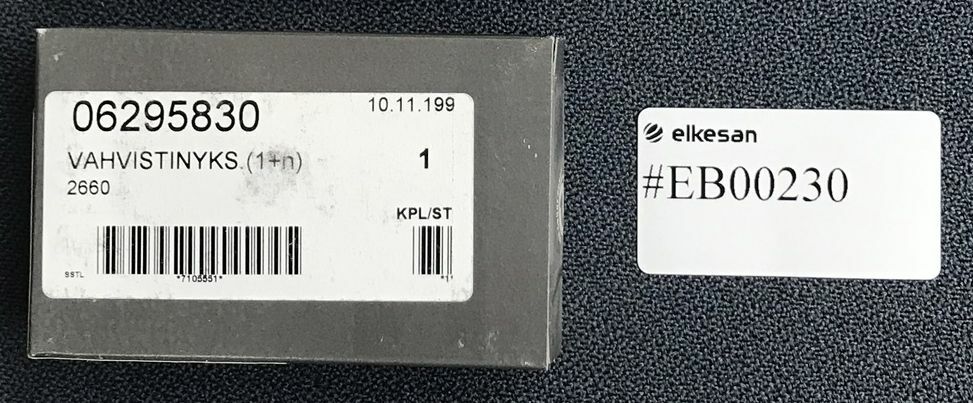 06295830
10.11.199
VAHVISTINYKS.(1+n)
1
2660
KPL/ST
SSTL
*7105551*
*1*
elkesan
#EB00230